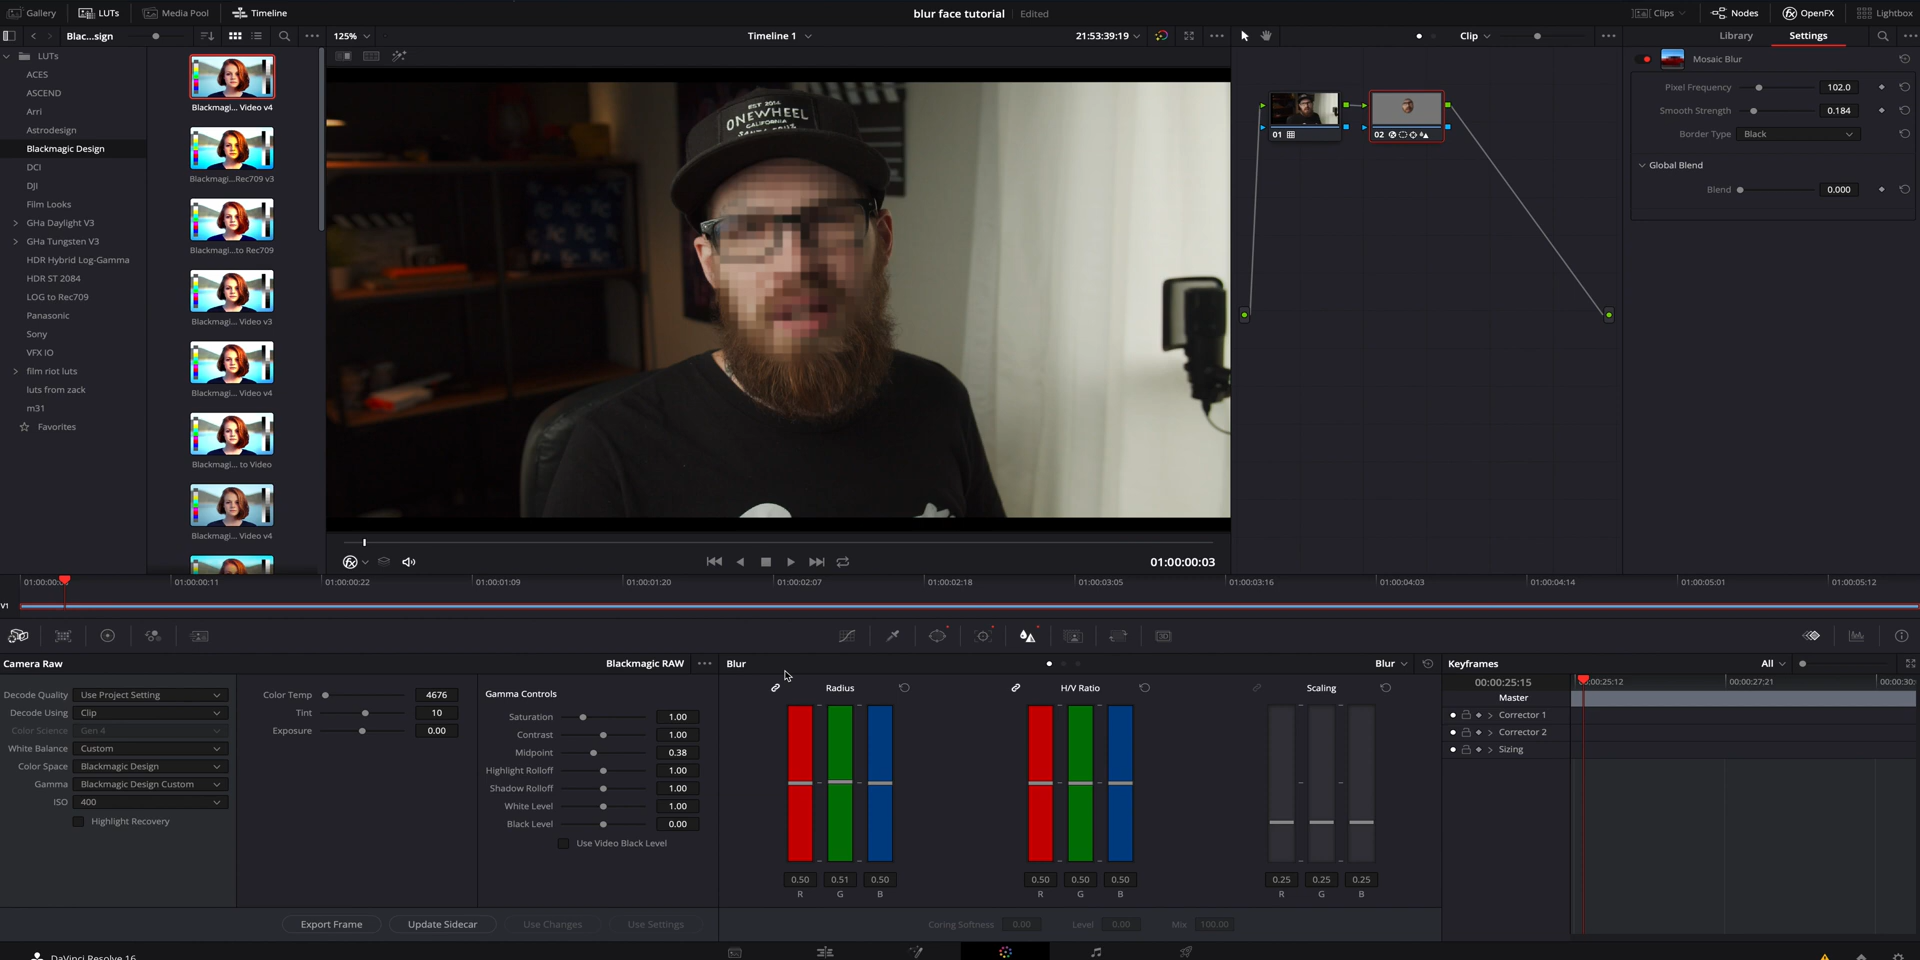 Gallery LUTs Media Pool Timeline blur face tutorial Edited Clips Nodes OpenFX Lightbox
Blac...sign 125% Timeline 1 21:53:39:19 Clip Library Settings
LUTs
ACES
ASCEND
Arri
Astrodesign
Blackmagic Design
DCI
DJI
Film Looks
GHa Daylight V3
GHa Tungsten V3
HDR Hybrid Log-Gamma
HDR ST 2084
LOG to Rec709
Panasonic
Sony
VFX IO
film riot luts
luts from zack
m31
Favorites
Blackmagi... Video v4
Blackmagi...Rec709 v3
Blackmagi...to Rec709
Blackmagi... Video v3
Blackmagi... Video v4
Blackmagi... to Video
Blackmagi... Video v4
EST 2014
ONEWHEEL
CALIFORNIA
01
02
Mosaic Blur
Pixel Frequency 102.0
Smooth Strength 0.184
Border Type Black
Global Blend
Blend 0.000
01:00:00:03
01:00:00:11 01:00:00:22 01:00:01:09 01:00:01:20 01:00:02:07 01:00:02:18 01:00:03:05 01:00:03:16 01:00:04:03 01:00:04:14 01:00:05:01 01:00:05:12
V1
3D
Camera Raw Blackmagic RAW
Decode Quality Use Project Setting
Decode Using Clip
Color Science Gen 4
White Balance Custom
Color Space Blackmagic Design
Gamma Blackmagic Design Custom
ISO 400
Highlight Recovery
Color Temp 4676
Tint 10
Exposure 0.00
Gamma Controls
Saturation 1.00
Contrast 1.00
Midpoint 0.38
Highlight Rolloff 1.00
Shadow Rolloff 1.00
White Level 1.00
Black Level 0.00
Use Video Black Level
Export Frame Update Sidecar Use Changes Use Settings
Blur Blur
Radius H/V Ratio Scaling
0.50 0.51 0.50 0.50 0.50 0.50 0.25 0.25 0.25
R G B R G B R G B
Coring Softness 0.00 Level 0.00 Mix 100.00
Keyframes All
00:00:25:15 00:00:27:21
Master
Corrector 1
Corrector 2
Sizing
DaVinci Resolve 16